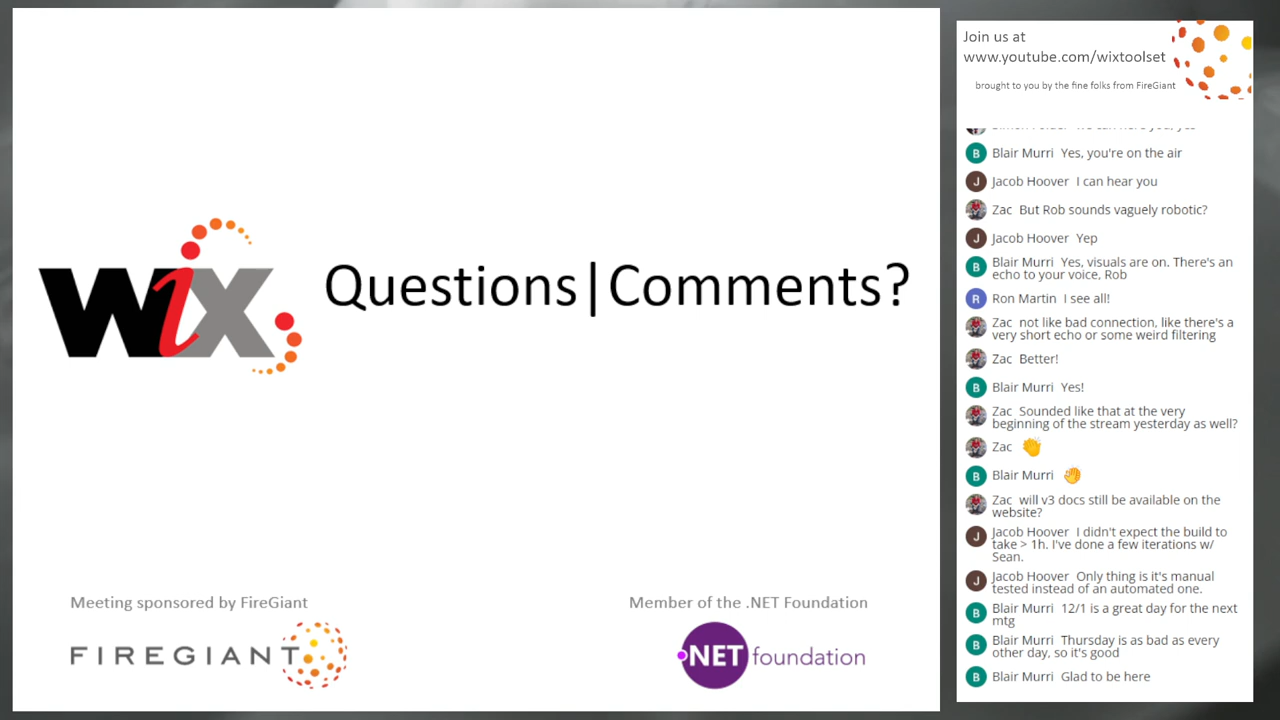 WiX
Questions|Comments?
Meeting sponsored by FireGiant
FIREGIANT
Member of the .NET Foundation
.NET foundation
Join us at
www.youtube.com/wixtoolset
brought to you by the fine folks from FireGiant
B Blair Murri Yes, you're on the air
J Jacob Hoover I can hear you
Zac But Rob sounds vaguely robotic?
J Jacob Hoover Yep
B Blair Murri Yes, visuals are on. There's an
echo to your voice, Rob
R Ron Martin I see all!
Zac not like bad connection, like there's a
very short echo or some weird filtering
Zac Better!
B Blair Murri Yes!
Zac Sounded like that at the very
beginning of the stream yesterday as well?
Zac 👏
B Blair Murri 👏
Zac will v3 docs still be available on the
website?
J Jacob Hoover I didn't expect the build to
take > 1h. I've done a few iterations w/
Sean.
J Jacob Hoover Only thing is it's manual
tested instead of an automated one.
B Blair Murri 12/1 is a great day for the next
mtg
B Blair Murri Thursday is as bad as every
other day, so it's good
B Blair Murri Glad to be here